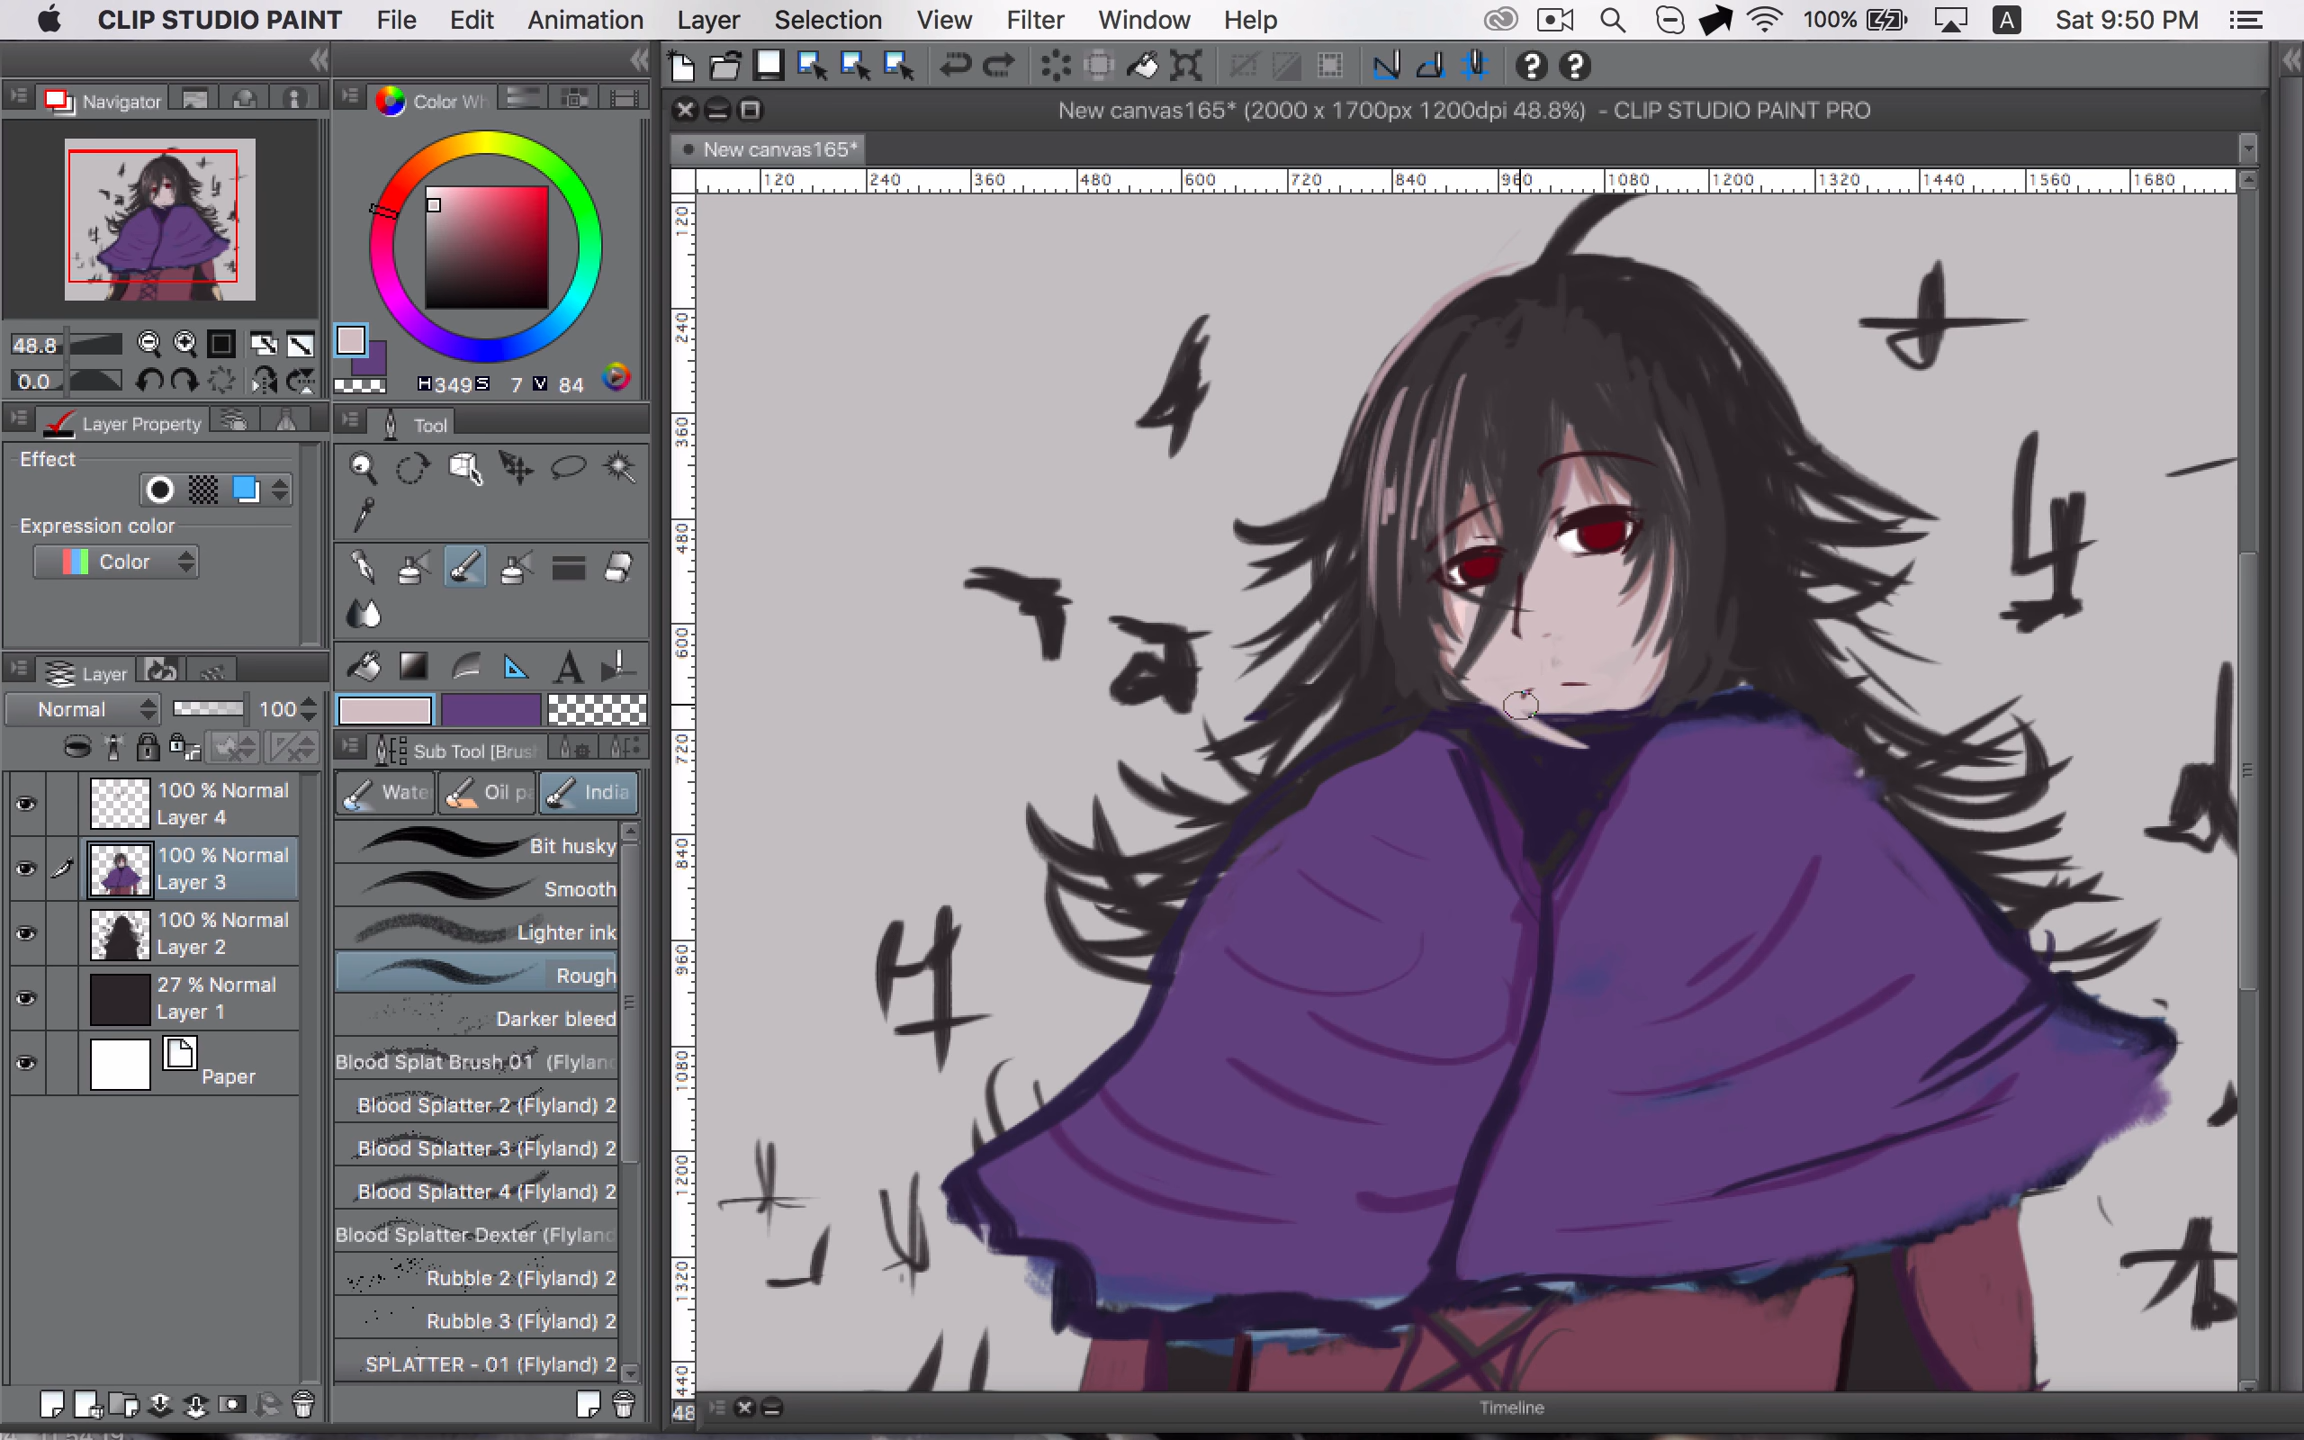 CLIP STUDIO PAINT File Edit Animation Layer Selection View Filter Window Help 100% A Sat 9:50 PM
Navigator
Color Wh
New canvas165* (2000 x 1700px 1200dpi 48.8%) - CLIP STUDIO PAINT PRO
New canvas165*
120 240 360 480 600 720 840 960 1080 1200 1320 1440 1560 1680
48.8
0.0
H349 S 7 V 84
Layer Property
Tool
Effect
Expression color
Color
Layer
Normal 100
Sub Tool [Brush
Wate Oil pa India
100 % Normal
Layer 4
100 % Normal
Layer 3
100 % Normal
Layer 2
27 % Normal
Layer 1
Paper
Bit husky
Smooth
Lighter ink
Rough
Darker bleed
Blood Splat Brush 01 (Flyland
Blood Splatter 2 (Flyland) 2
Blood Splatter 3 (Flyland) 2
Blood Splatter 4 (Flyland) 2
Blood Splatter Dexter (Flyland
Rubble 2 (Flyland) 2
Rubble 3 (Flyland) 2
SPLATTER - 01 (Flyland) 2
120
240
360
480
600
720
840
960
1080
1200
1320
440
48
Timeline